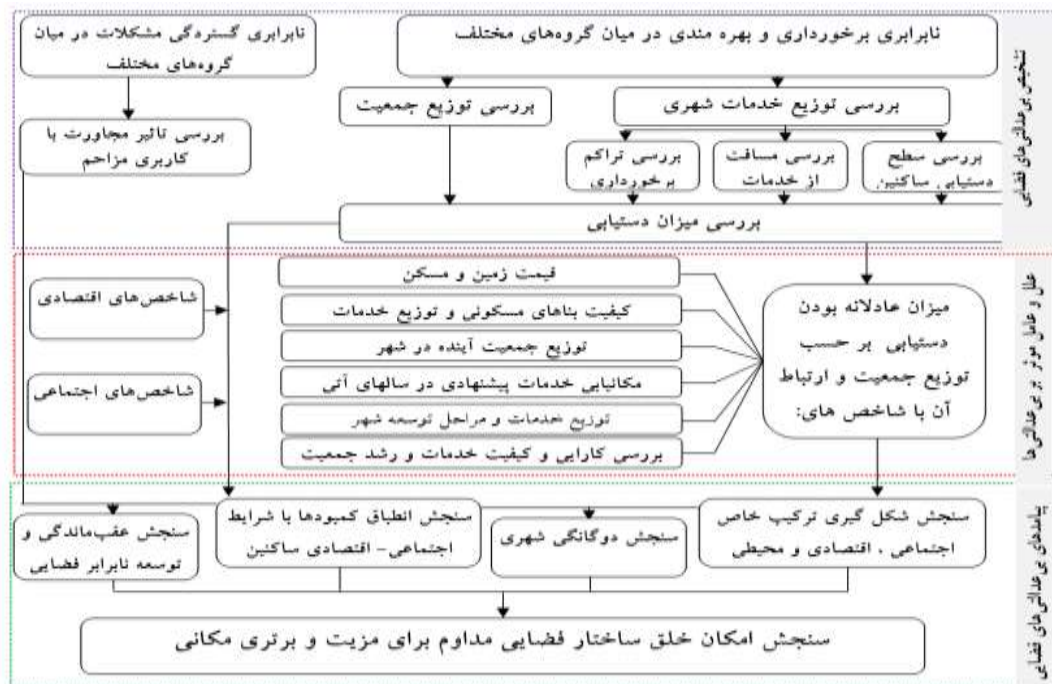 تشخیص بی‌عدالتی‌های فضایی
نابرابری برخورداری و بهره مندی در میان گروه‌های مختلف
نابرابری گستردگی مشکلات در میان
گروه‌های مختلف
بررسی توزیع خدمات شهری
بررسی توزیع جمعیت
بررسی تاثیر مجاورت با
کاربری مزاحم
بررسی سطح
دستیابی ساکنین
بررسی مسافت
از خدمات
بررسی تراکم
برخورداری
بررسی میزان دستیابی
علل و عامل موثر بر بی‌عدالتی‌ها
میزان عادلانه بودن
دستیابی بر حسب
توزیع جمعیت و ارتباط
آن با شاخص های:
قیمت زمین و مسکن
کیفیت بناهای مسکونی و توزیع خدمات
توزیع جمعیت آینده در شهر
مکانیابی خدمات پیشنهادی در سالهای آتی
توزیع خدمات و مراحل توسعه شهر
بررسی کارایی و کیفیت خدمات و رشد جمعیت
شاخص‌های اقتصادی
شاخص‌های اجتماعی
پیامدهای بی‌عدالتی‌های فضایی
سنجش شکل گیری ترکیب خاص
اجتماعی ، اقتصادی و محیطی
سنجش دوگانگی شهری
سنجش انطباق کمبودها با شرایط
اجتماعی- اقتصادی ساکنین
سنجش عقب‌ماندگی و
توسعه نابرابر فضایی
سنجش امکان خلق ساختار فضایی مداوم برای مزیت و برتری مکانی